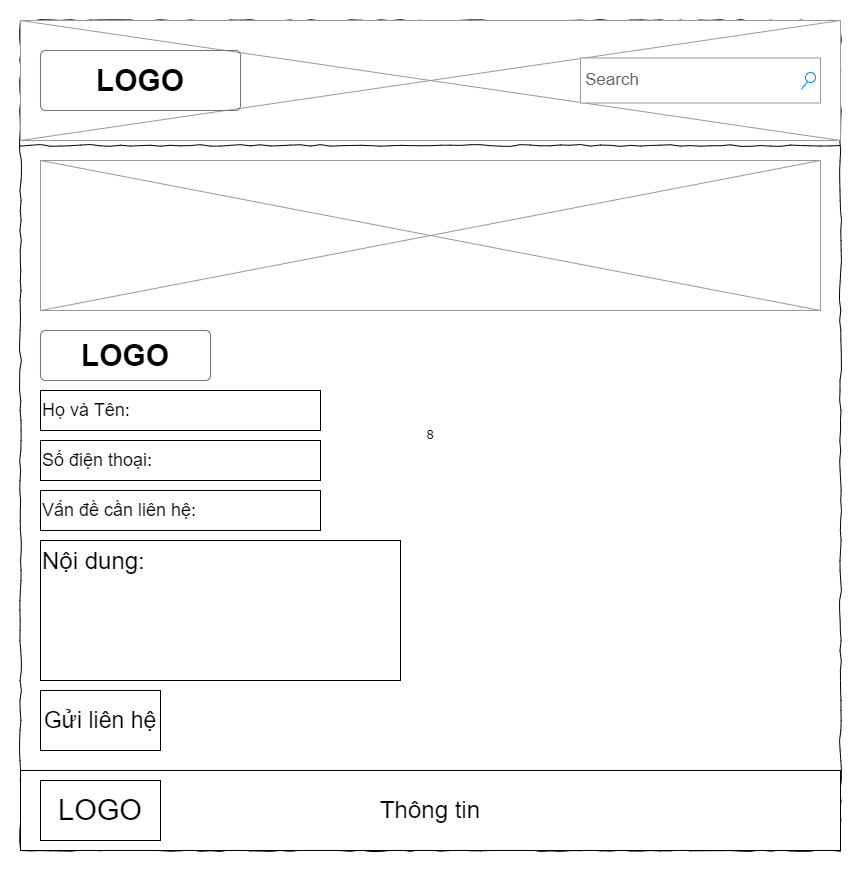 LOGO
Search
LOGO
Họ và Tên:
8
Số điện thoại:
Vấn đề cần liên hệ:
Nội dung:
Gửi liên hệ
LOGO
Thông tin